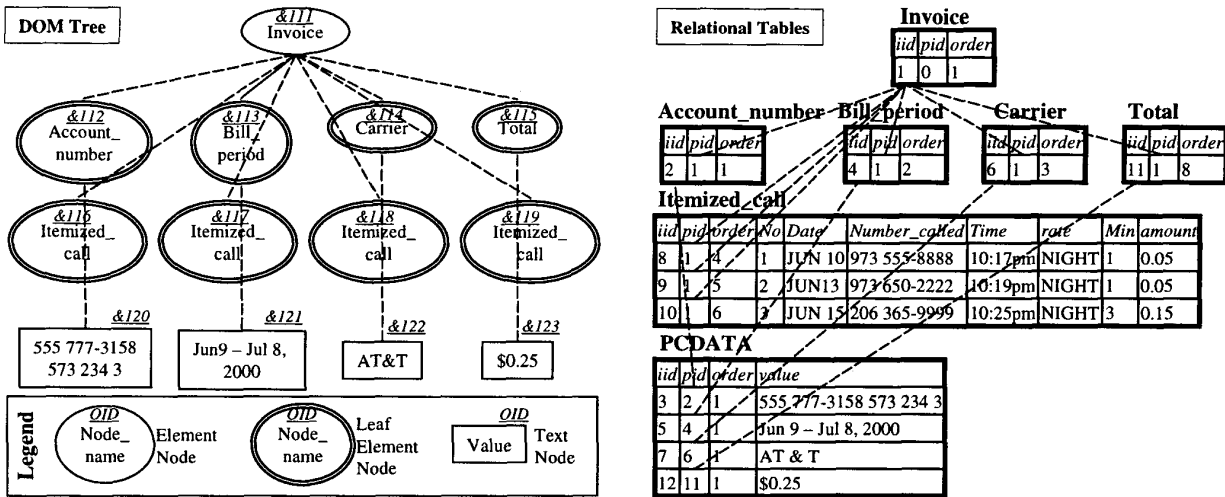 DOM Tree
&111
Invoice
&112
Account_
number
&113
Bill_
period
&114
Carrier
&115
Total
&116
Itemized_
call
&117
Itemized_
call
&118
Itemized_
call
&119
Itemized_
call
&120
555 777-3158
573 234 3
&121
Jun9 – Jul 8,
2000
&122
AT&T
&123
$0.25
Legend
OID
Node_
name
Element
Node
OID
Node_
name
Leaf
Element
Node
OID
Value
Text
Node
Relational Tables
Invoice
iid pid order
1 0 1
Account_number
iid pid order
2 1 1
Bill_period
iid pid order
4 1 2
Carrier
iid pid order
6 1 3
Total
iid pid order
11 1 8
Itemized_call
iid pid order No Date Number_called Time rate Min amount
8 1 4 1 JUN 10 973 555-8888 10:17pm NIGHT 1 0.05
9 1 5 2 JUN13 973 650-2222 10:19pm NIGHT 1 0.05
10 1 6 3 JUN 15 206 365-9999 10:25pm NIGHT 3 0.15
PCDATA
iid pid order value
3 2 1 555 777-3158 573 234 3
5 4 1 Jun 9 – Jul 8, 2000
7 6 1 AT & T
12 11 1 $0.25